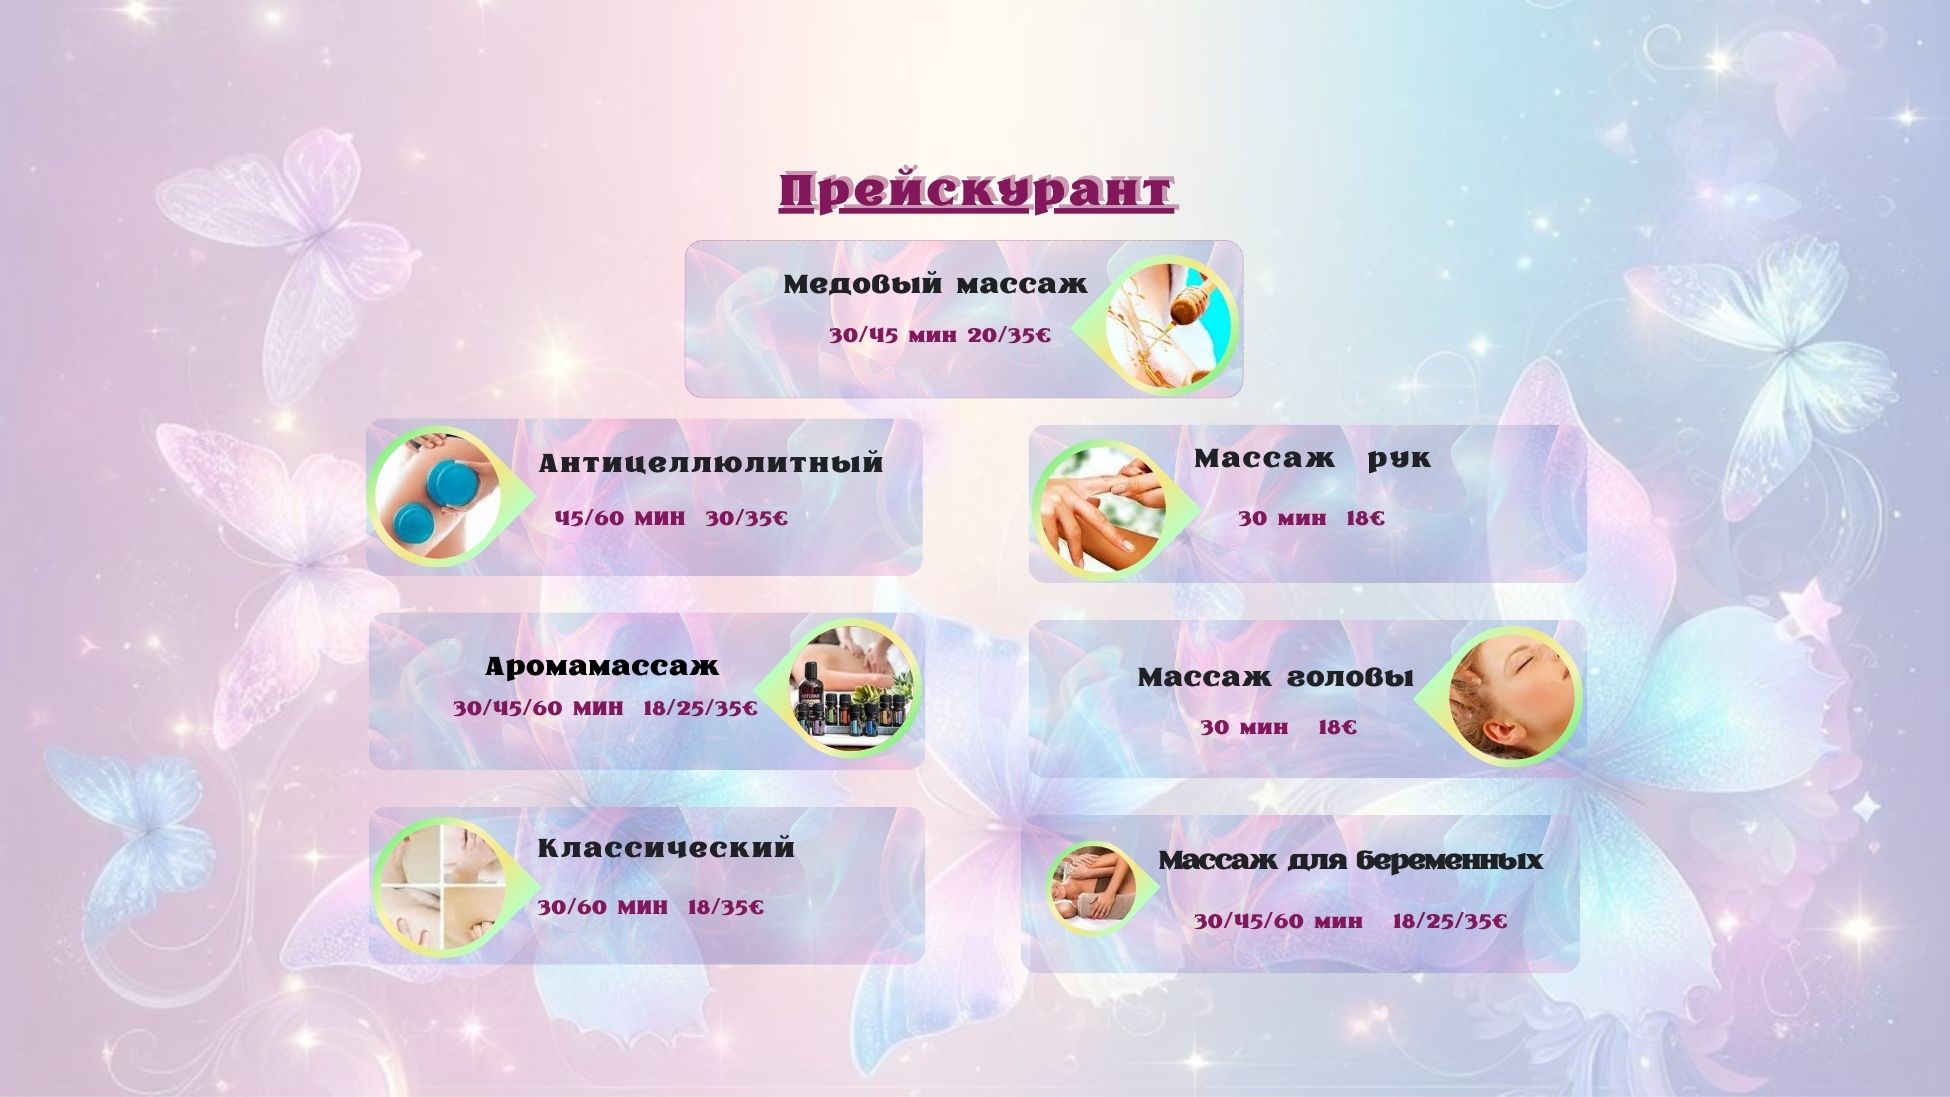 Прейскурант
Медовый массаж
30/45 мин 20/35€
Антицеллюлитный
45/60 МИН 30/35€
Массаж рук
30 мин 18€
Аромамассаж
30/45/60 МИН 18/25/35€
Массаж головы
30 мин 18€
Классический
30/60 МИН 18/35€
Массаж для беременных
30/45/60 мин 18/25/35€